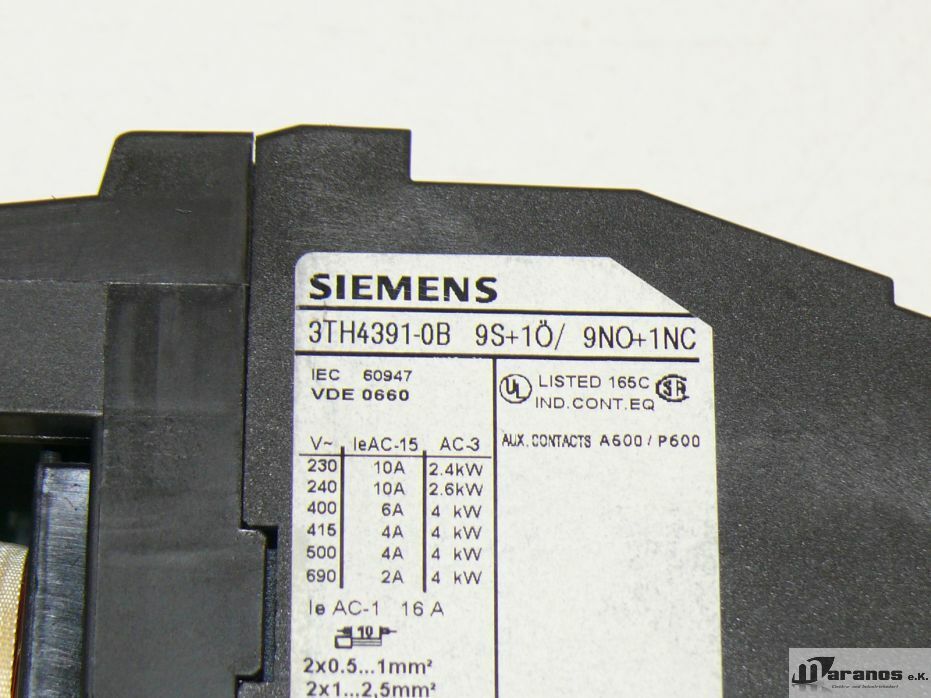 SIEMENS
3TH4391-0B 9S+1Ö/ 9NO+1NC
IEC 60947
VDE 0660
V~ IeAC-15 AC-3
230 10A 2.4kW
240 10A 2.6kW
400 6A 4 kW
415 4A 4 kW
500 4A 4 kW
690 2A 4 kW
Ie AC-1 16 A
10
2x0.5...1mm²
2x1...2,5mm²
UL LISTED 165C SA
IND.CONT.EQ
AUX. CONTACTS A600 / P600
Maranos e.K.